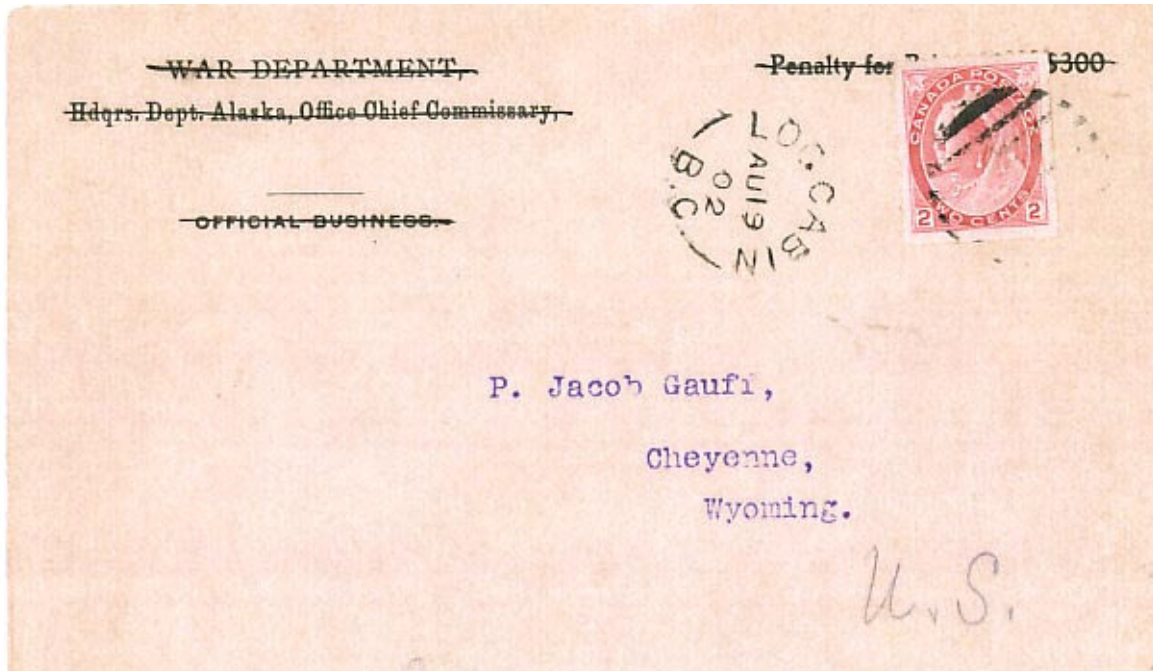 WAR DEPARTMENT,
Hdqrs. Dept. Alaska, Office Chief Commissary,
OFFICIAL BUSINESS.
Penalty for $300
LOG. CABIN
AU 19
02
B.C.
CANADA POSTAGE
2 TWO CENTS 2
P. Jacob
Cheyenne,
Wyoming.
U.S.